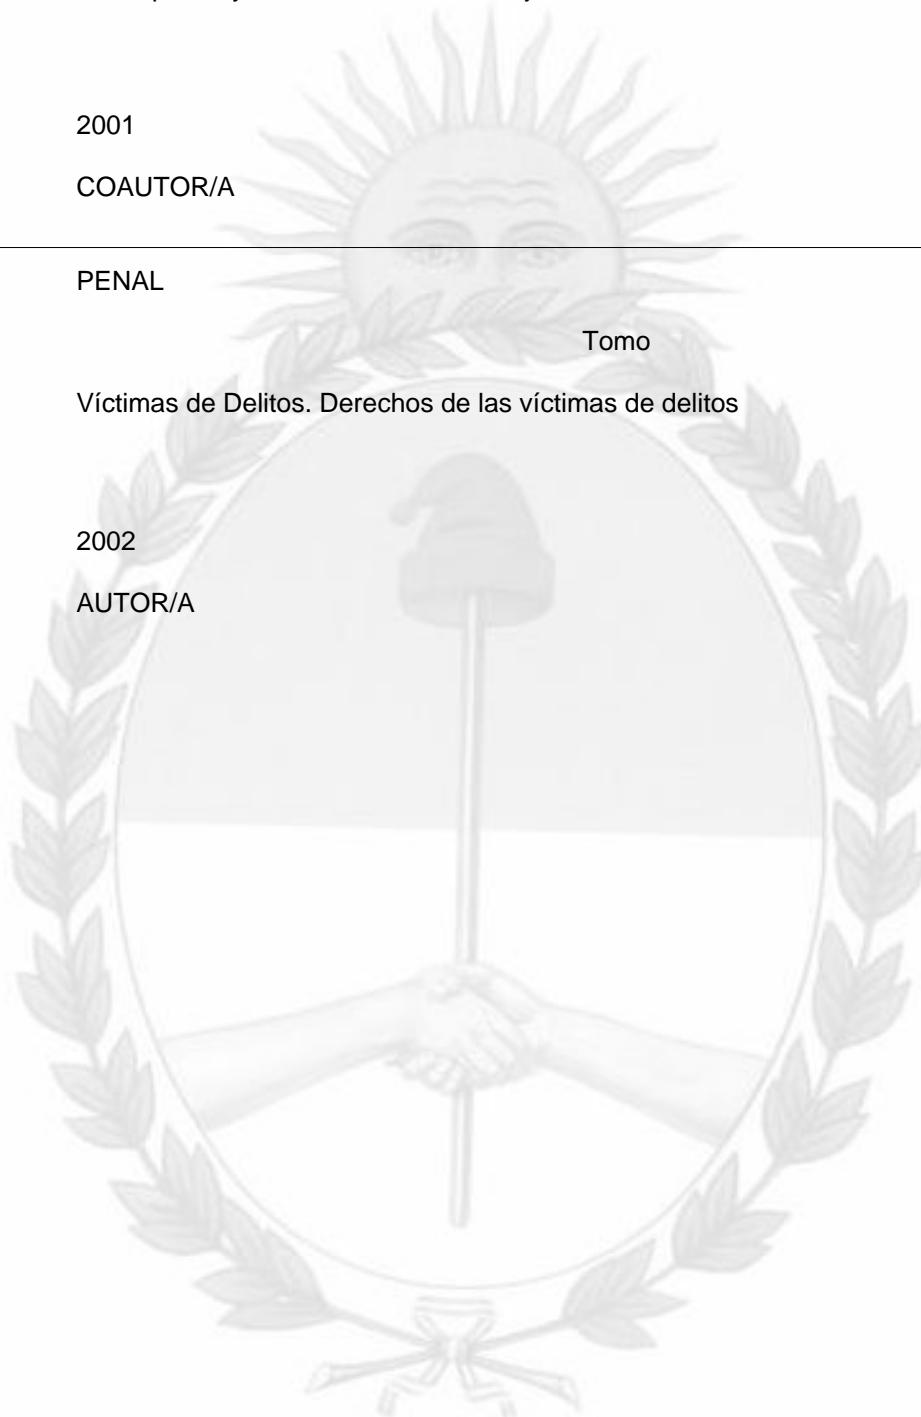 2001
COAUTOR/A
PENAL
Tomo
Víctimas de Delitos. Derechos de las víctimas de delitos
2002
AUTOR/A